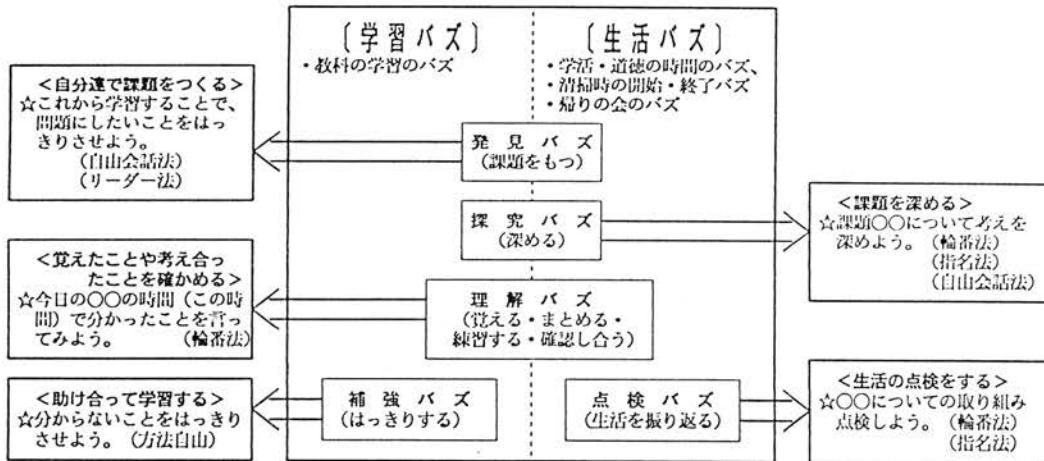 〔学習バズ〕
・教科の学習のバズ
〔生活バズ〕
・学活・道徳の時間のバズ、
・清掃時の開始・終了バズ
・帰りの会のバズ
<自分達で課題をつくる>
☆これから学習することで、
問題にしたいことをはっ
きりさせよう。
(自由会話法)
(リーダー法)
発見バズ
(課題をもつ)
探究バズ
(深める)
<課題を深める>
☆課題〇〇について考えを
深めよう。(輪番法)
(指名法)
(自由会話法)
<覚えたことや考え合っ
たことを確かめる>
☆今日の〇〇の時間(この時
間)で分かったことを言っ
てみよう。(輪番法)
理解バズ
(覚える・まとめる・
練習する・確認し合う)
<助け合って学習する>
☆分からないことをはっきり
させよう。(方法自由)
補強バズ
(はっきりする)
点検バズ
(生活を振り返る)
<生活の点検をする>
☆〇〇についての取り組み
点検しよう。(輪番法)
(指名法)